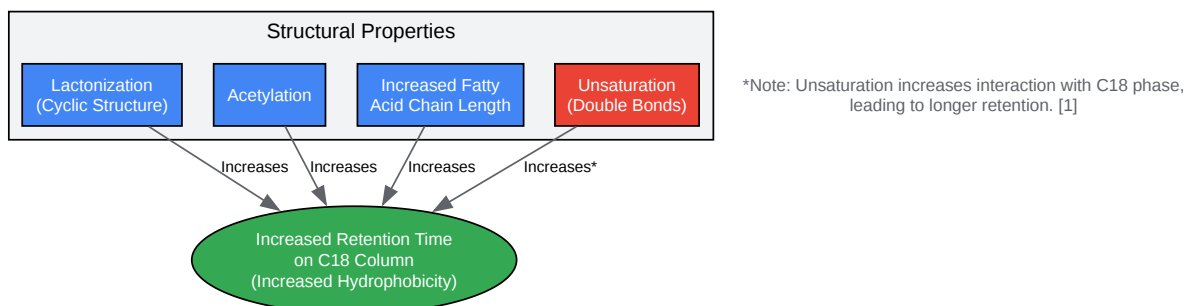 Structural Properties
Lactonization
(Cyclic Structure)
Acetylation
Increased Fatty
Acid Chain Length
Unsaturation
(Double Bonds)
*Note: Unsaturation increases interaction with C18 phase,
leading to longer retention. [1]
Increases
Increases
Increases
Increases*
Increased Retention Time
on C18 Column
(Increased Hydrophobicity)